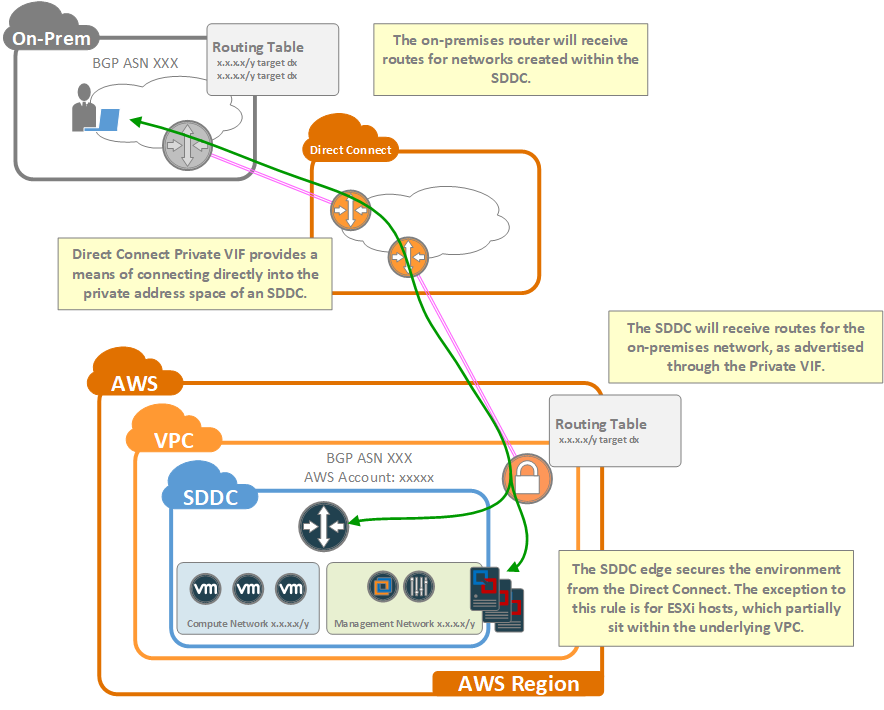 On-Prem
BGP ASN XXX
Routing Table
x.x.x.x/y target dx
x.x.x.x/y target dx
The on-premises router will receive
routes for networks created within the
SDDC.
Direct Connect
Direct Connect Private VIF provides a
means of connecting directly into the
private address space of an SDDC.
The SDDC will receive routes for the
on-premises network, as advertised
through the Private VIF.
AWS
Routing Table
x.x.x.x/y target dx
VPC
BGP ASN XXX
AWS Account: xxxxx
SDDC
vm
vm
vm
Compute Network x.x.x.x/y
Management Network x.x.x.x/y
The SDDC edge secures the environment
from the Direct Connect. The exception to
this rule is for ESXi hosts, which partially
sit within the underlying VPC.
AWS Region